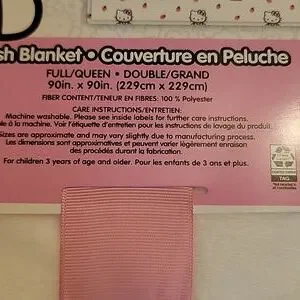 sh Blanket • Couverture en Peluche
FULL/QUEEN • DOUBLE/GRAND
90in. x 90in. (229cm x 229cm)
FIBER CONTENT/TENEUR EN FIBRES: 100 % Polyester
CARE INSTRUCTIONS/ENTRETIEN:
Machine washable. Please see inside labels for further care instructions.
ble à la machine. Voir l'étiquette d'entretien pour les instructions de lavage du produit.
Sizes are approximate and may vary slightly due to manufacturing process.
Les dimensions sont approximatives et peuvent varier légèrement en raison
des procédés durant la fabrication.
For children 3 years of age and older. Pour les enfants de 3 ans et plus.
TAG